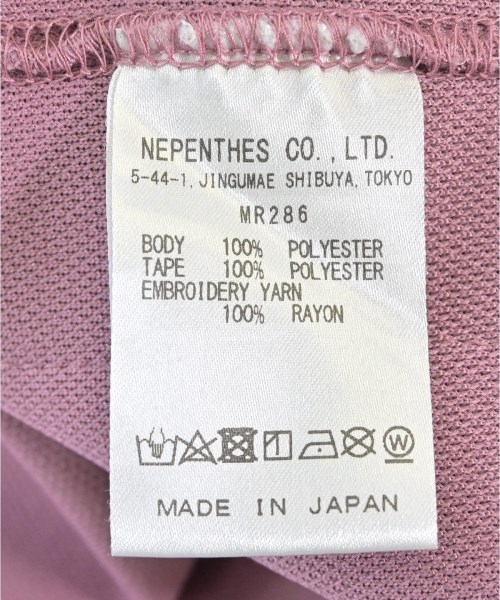 NEPENTHES CO., LTD.
5-44-1, JINGUMAE SHIBUYA, TOKYO
MR286
BODY 100% POLYESTER
TAPE 100% POLYESTER
EMBROIDERY YARN
100% RAYON
W
MADE IN JAPAN